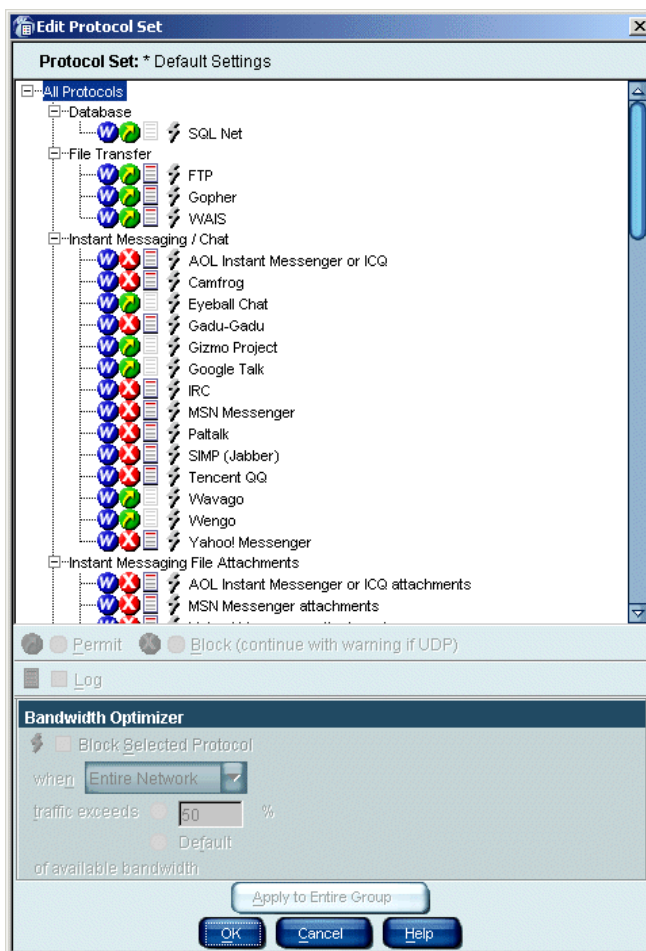 Edit Protocol Set
Protocol Set: * Default Settings
All Protocols
Database
SQL Net
File Transfer
FTP
Gopher
WAIS
Instant Messaging / Chat
AOL Instant Messenger or ICQ
Camfrog
Eyeball Chat
Gadu-Gadu
Gizmo Project
Google Talk
IRC
MSN Messenger
Paltalk
SIMP (Jabber)
Tencent QQ
Wavago
Wengo
Yahoo! Messenger
Instant Messaging File Attachments
AOL Instant Messenger or ICQ attachments
MSN Messenger attachments
Permit Block (continue with warning if UDP)
Log
Bandwidth Optimizer
Block Selected Protocol
when Entire Network
traffic exceeds 50 %
Default
of available bandwidth
Apply to Entire Group
OK Cancel Help